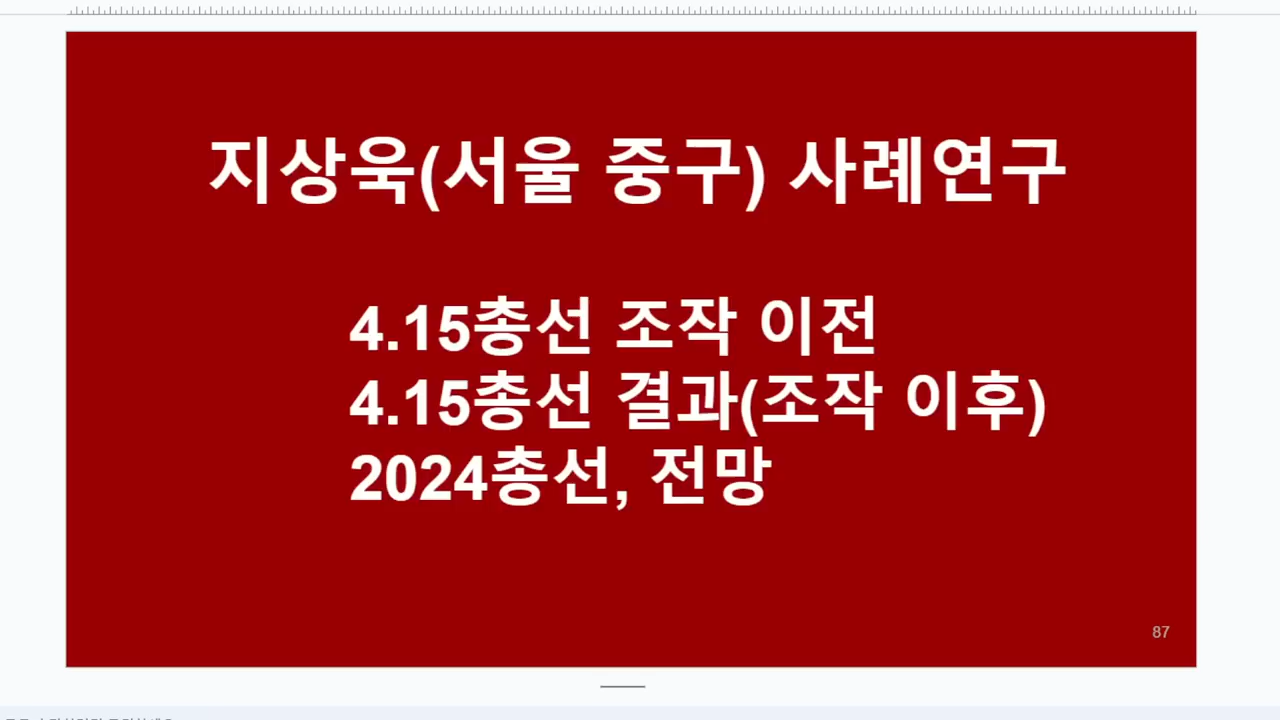 지상욱(서울 중구) 사례연구
4.15총선 조작 이전
4.15총선 결과(조작 이후)
2024총선, 전망
87